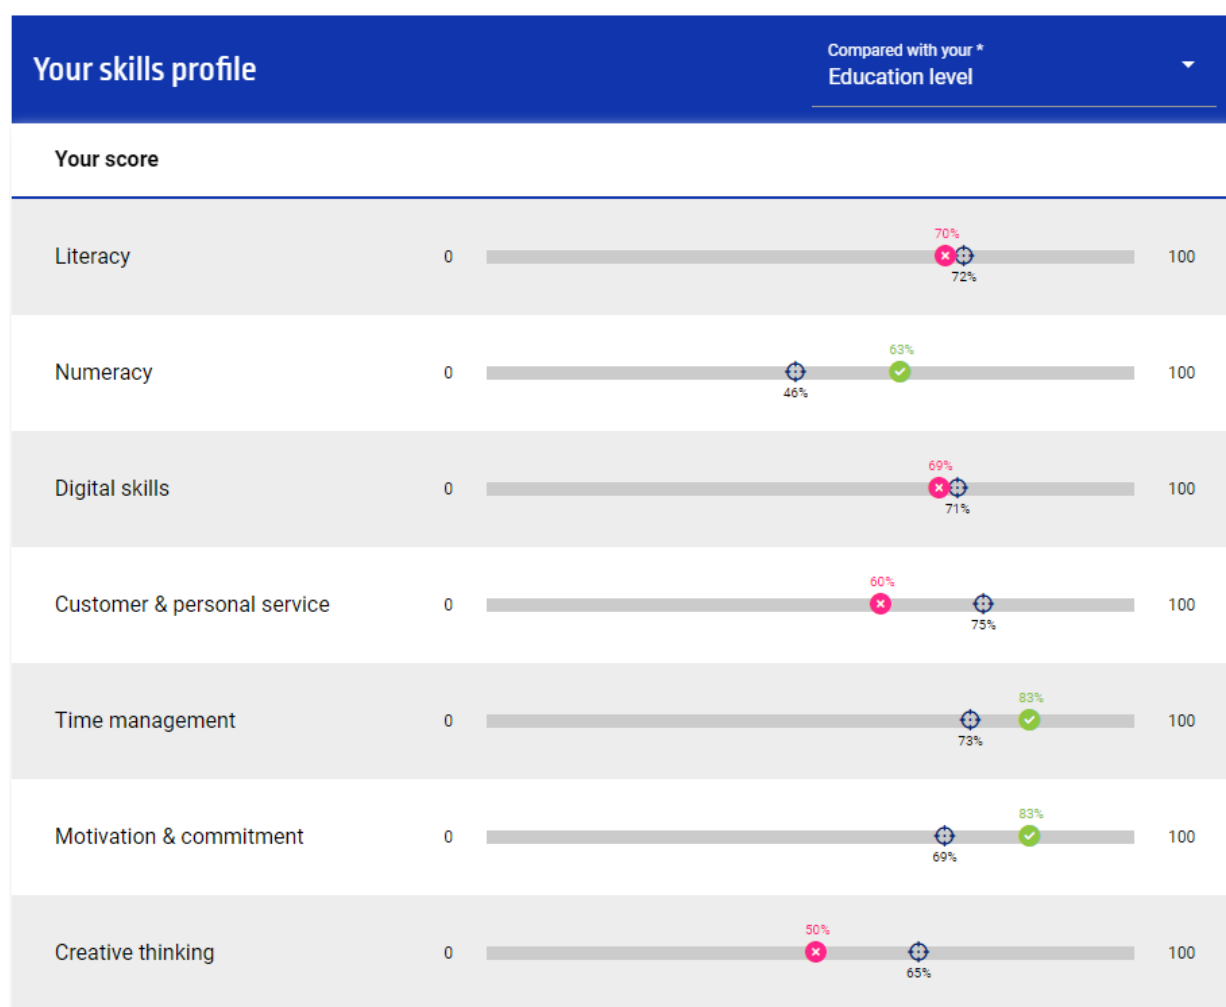 Your skills profile
Compared with your *
Education level
Your score
70%
Literacy 0 100
72%
63%
Numeracy 0 100
46%
69%
Digital skills 0 100
71%
60%
Customer & personal service 0 100
75%
83%
Time management 0 100
73%
83%
Motivation & commitment 0 100
69%
50%
Creative thinking 0 100
65%